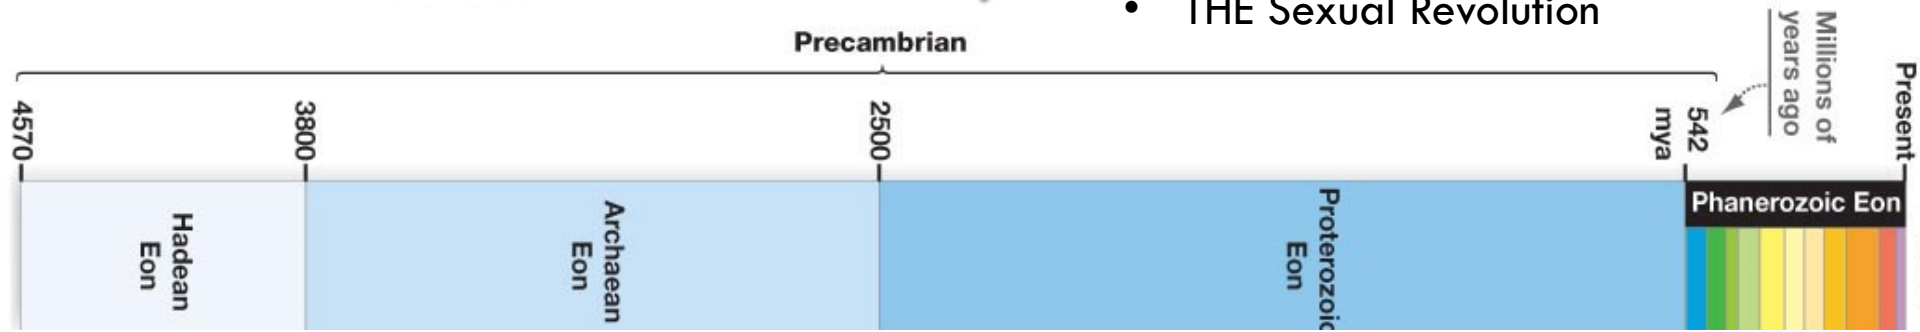 • THE Sexual Revolution
Precambrian
Millions of
years ago
Present
4570
3800
2500
542
mya
Phanerozoic Eon
Hadean
Eon
Archaean
Eon
Proterozoic
Eon